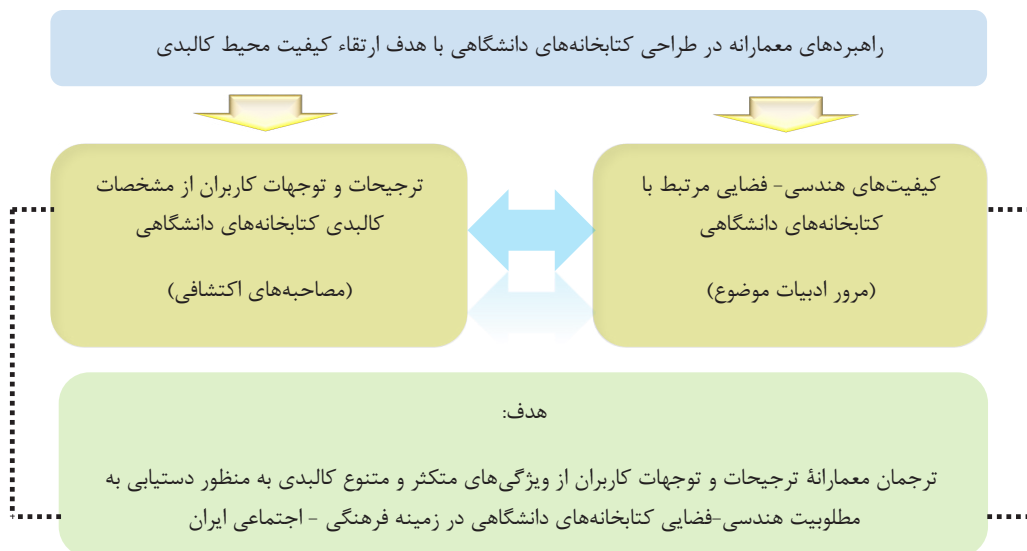 راهبردهای معمارانه در طراحی کتابخانه‌های دانشگاهی با هدف ارتقاء کیفیت محیط کالبدی
کیفیت‌های هندسی- فضایی مرتبط با
کتابخانه‌های دانشگاهی
(مرور ادبیات موضوع)
ترجیحات و توجهات کاربران از مشخصات
کالبدی کتابخانه‌های دانشگاهی
(مصاحبه‌های اکتشافی)
هدف:
ترجمان معمارانهٔ ترجیحات و توجهات کاربران از ویژگی‌های متکثر و متنوع کالبدی به منظور دستیابی به
مطلوبیت هندسی-فضایی کتابخانه‌های دانشگاهی در زمینه فرهنگی - اجتماعی ایران